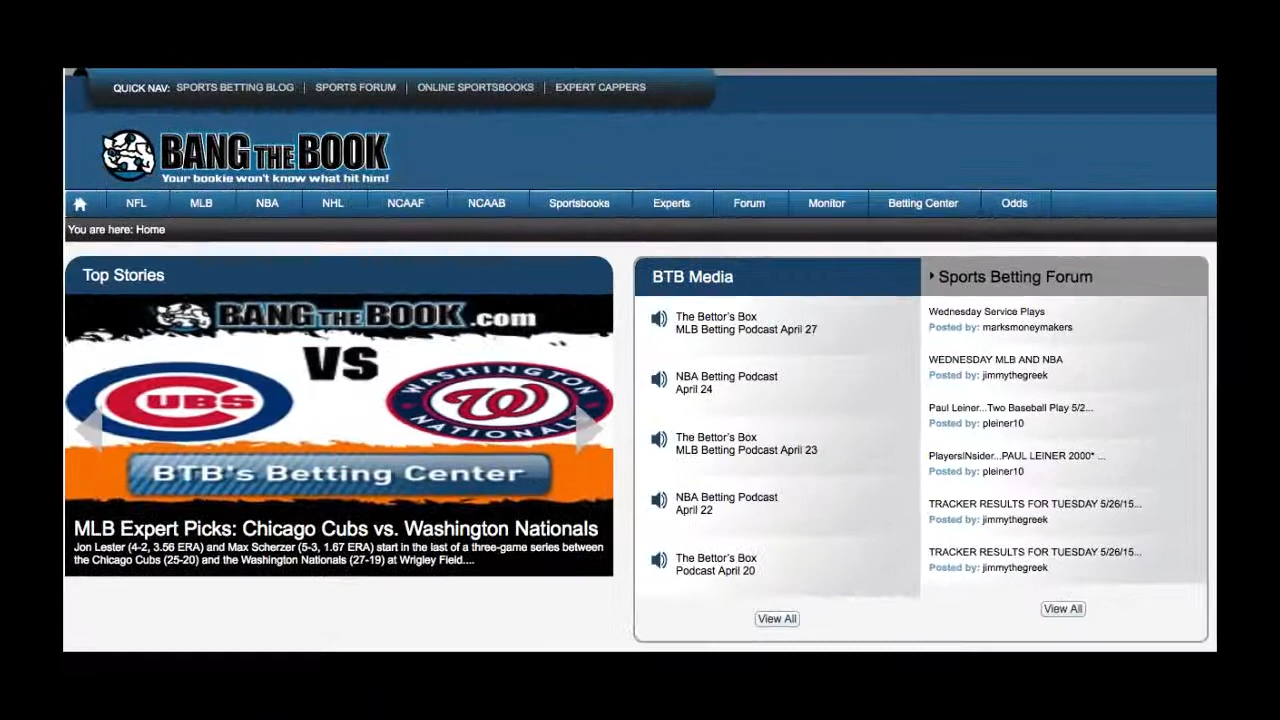 QUICK NAV: SPORTS BETTING BLOG | SPORTS FORUM | ONLINE SPORTSBOOKS | EXPERT CAPPERS
BANG THE BOOK
Your bookie won't know what hit him!
NFL MLB NBA NHL NCAAF NCAAB Sportsbooks Experts Forum Monitor Betting Center Odds
You are here: Home
Top Stories
BANG THE BOOK.com
VS
CUBS
WASHINGTON
W
NATIONALS
BTB's Betting Center
MLB Expert Picks: Chicago Cubs vs. Washington Nationals
Jon Lester (4-2, 3.56 ERA) and Max Scherzer (5-3, 1.67 ERA) start in the last of a three-game series between
the Chicago Cubs (25-20) and the Washington Nationals (27-19) at Wrigley Field....
BTB Media
The Bettor's Box
MLB Betting Podcast April 27
NBA Betting Podcast
April 24
The Bettor's Box
MLB Betting Podcast April 23
NBA Betting Podcast
April 22
The Bettor's Box
Podcast April 20
View All
Sports Betting Forum
Wednesday Service Plays
Posted by: marksmoneymakers
WEDNESDAY MLB AND NBA
Posted by: jimmythegreek
Paul Leiner...Two Baseball Play 5/2...
Posted by: pleiner10
PlayersINsider...PAUL LEINER 2000* ...
Posted by: pleiner10
TRACKER RESULTS FOR TUESDAY 5/26/15...
Posted by: jimmythegreek
TRACKER RESULTS FOR TUESDAY 5/26/15...
Posted by: jimmythegreek
View All